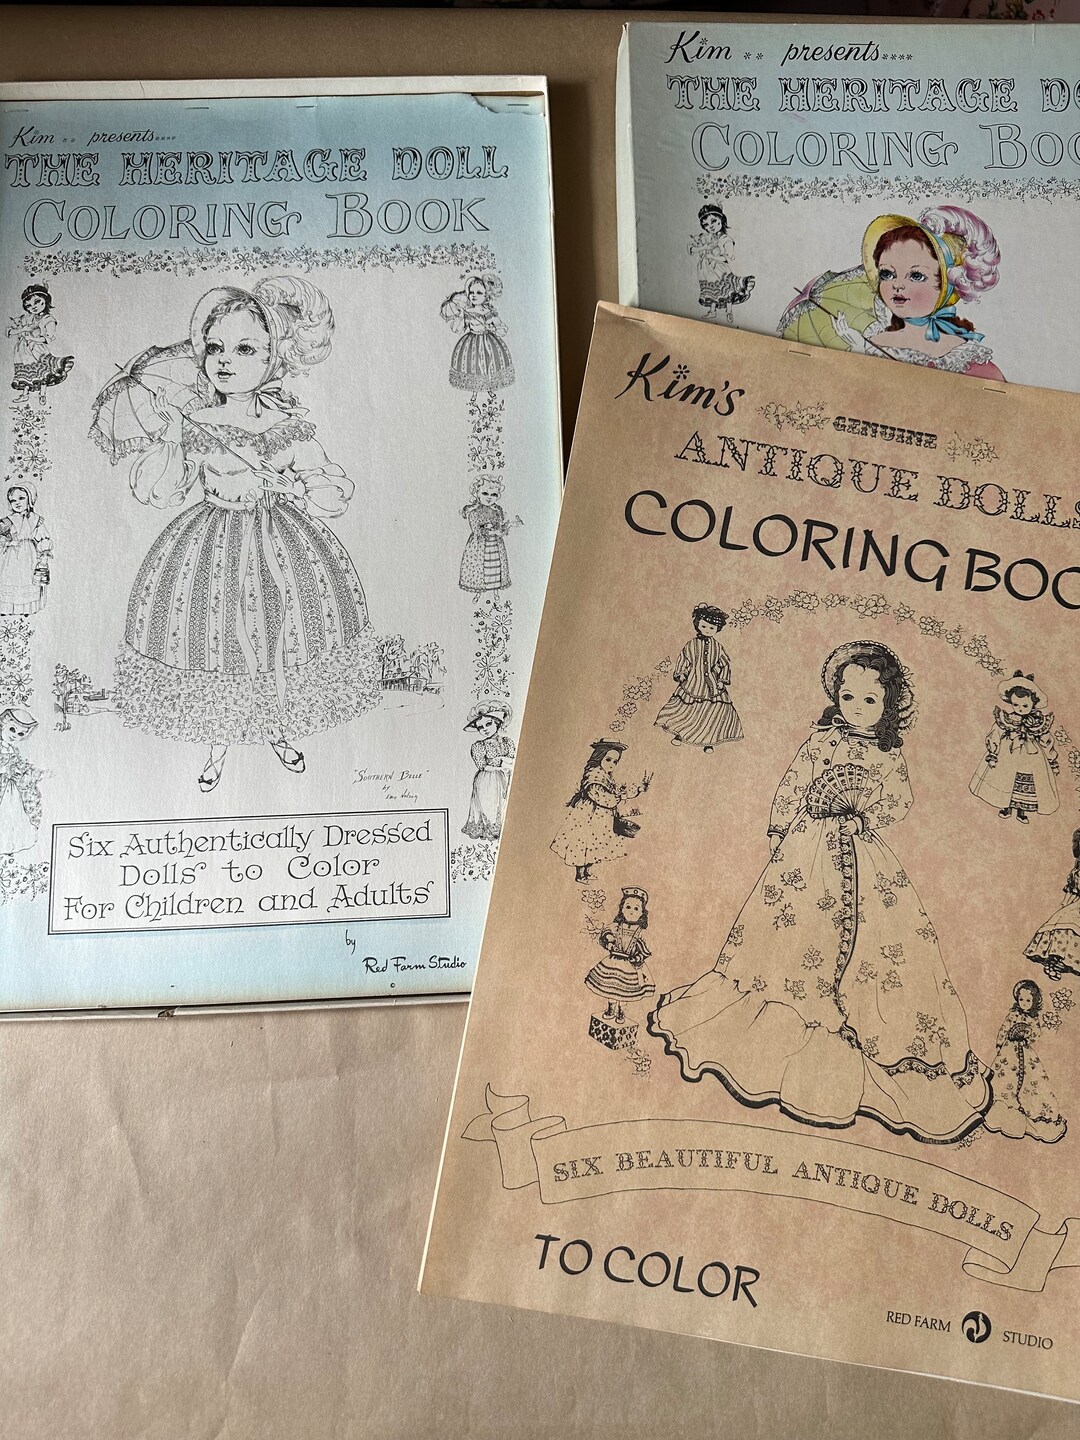 Kim ** presents....
THE HERITAGE DOLL
COLORING BOOK
"SOUTHERN BELLE"
by
Six Authentically Dressed
Dolls to Color
For Children and Adults
by
Red Farm Studio
©
Kim ** presents****
THE HERITAGE DO
COLORING BOO
Kim's
GENUINE
ANTIQUE DOLLS
COLORING BOO
SIX BEAUTIFUL ANTIQUE DOLLS
TO COLOR
RED FARM STUDIO